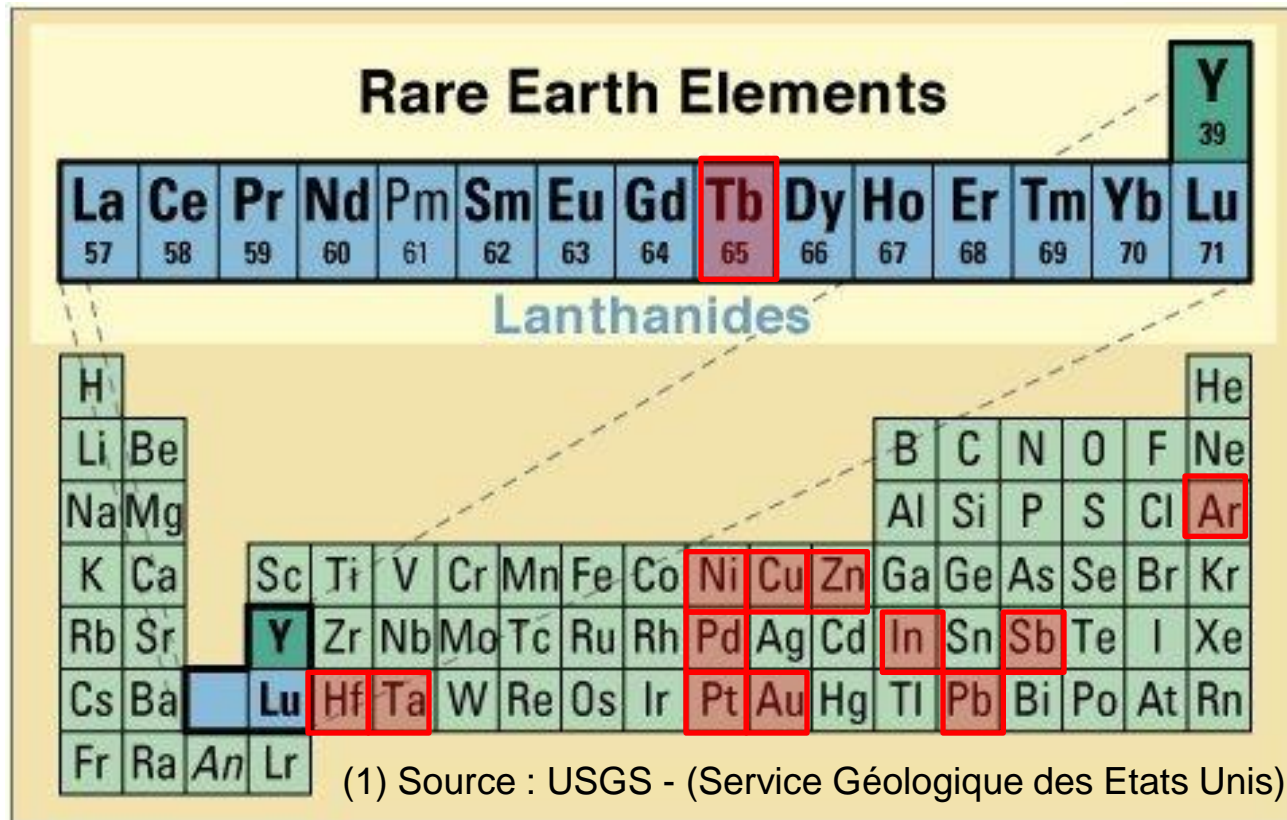 Rare Earth Elements
Y
39
La Ce Pr Nd Pm Sm Eu Gd Tb Dy Ho Er Tm Yb Lu
57 58 59 60 61 62 63 64 65 66 67 68 69 70 71
Lanthanides
H He
Li Be B C N O F Ne
Na Mg Al Si P S Cl Ar
K Ca Sc Ti V Cr Mn Fe Co Ni Cu Zn Ga Ge As Se Br Kr
Rb Sr Y Zr Nb Mo Tc Ru Rh Pd Ag Cd In Sn Sb Te I Xe
Cs Ba Lu Hf Ta W Re Os Ir Pt Au Hg Tl Pb Bi Po At Rn
Fr Ra An Lr
(1) Source : USGS - (Service Géologique des Etats Unis)